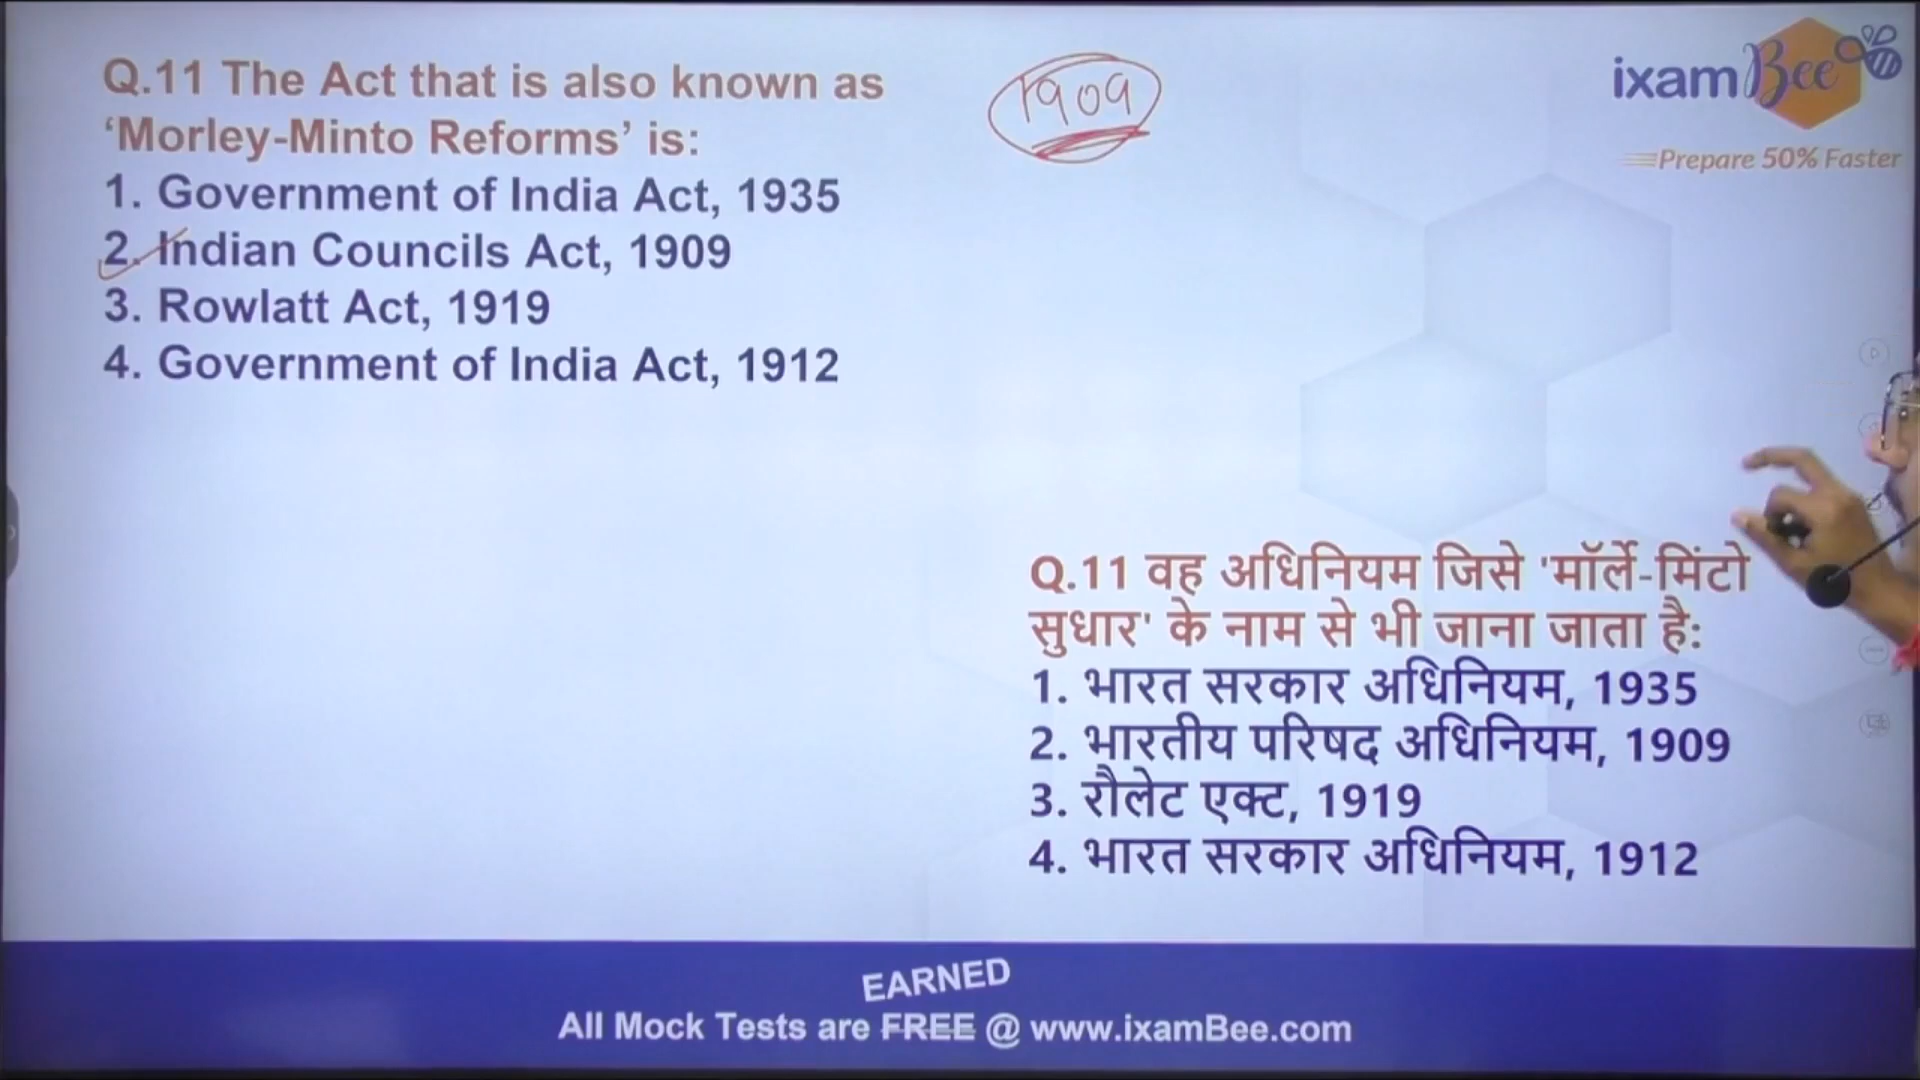 Q.11 The Act that is also known as
‘Morley-Minto Reforms’ is:
1. Government of India Act, 1935
2. Indian Councils Act, 1909
3. Rowlatt Act, 1919
4. Government of India Act, 1912
1909
ixamBee
Prepare 50% Faster
Q.11 वह अधिनियम जिसे 'मॉर्ले-मिंटो
सुधार' के नाम से भी जाना जाता है:
1. भारत सरकार अधिनियम, 1935
2. भारतीय परिषद अधिनियम, 1909
3. रौलेट एक्ट, 1919
4. भारत सरकार अधिनियम, 1912
EARNED
All Mock Tests are FREE @ www.ixamBee.com